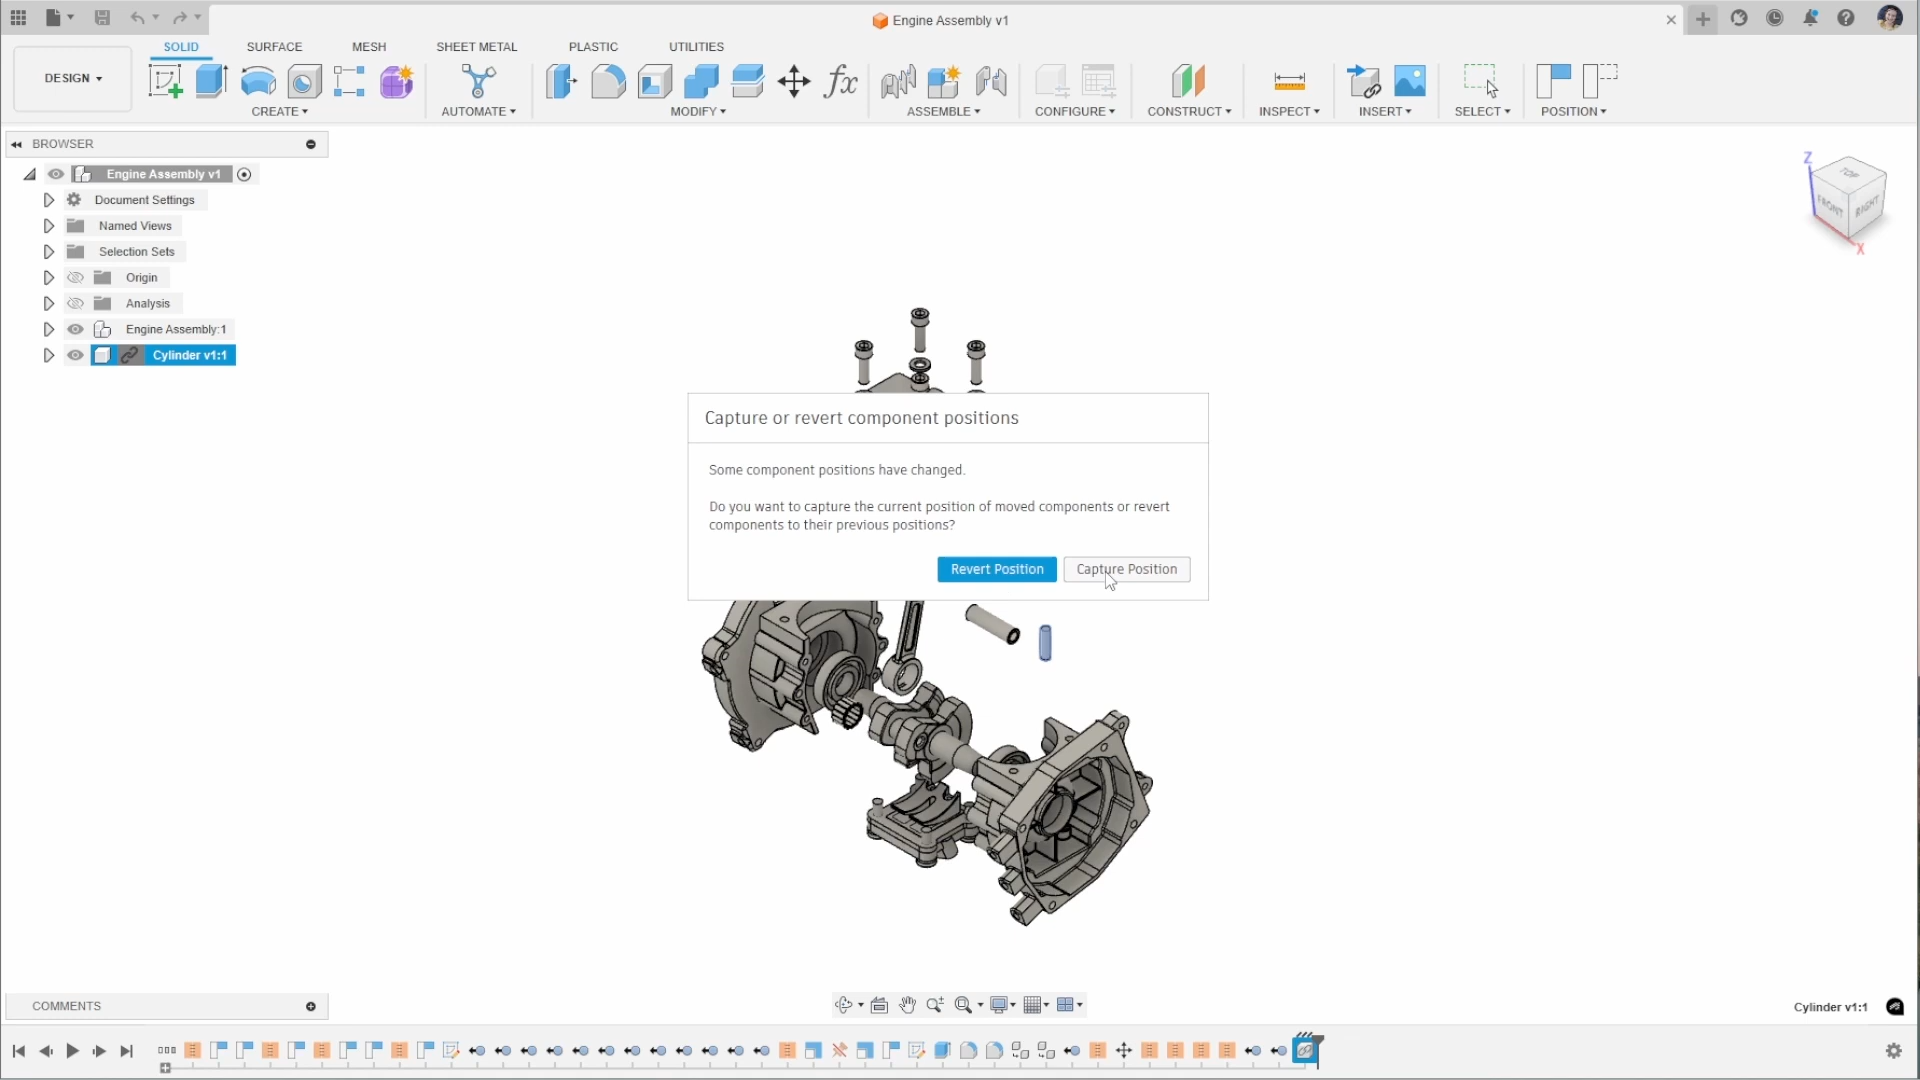 Engine Assembly v1
SOLID
SURFACE
MESH
SHEET METAL
PLASTIC
UTILITIES
DESIGN
CREATE
AUTOMATE
MODIFY
ASSEMBLE
CONFIGURE
CONSTRUCT
INSPECT
INSERT
SELECT
POSITION
BROWSER
Engine Assembly v1
Document Settings
Named Views
Selection Sets
Origin
Analysis
Engine Assembly:1
Cylinder v1:1
Z
TOP
FRONT
RIGHT
X
Capture or revert component positions
Some component positions have changed.
Do you want to capture the current position of moved components or revert
components to their previous positions?
Revert Position
Capture Position
COMMENTS
Cylinder v1:1